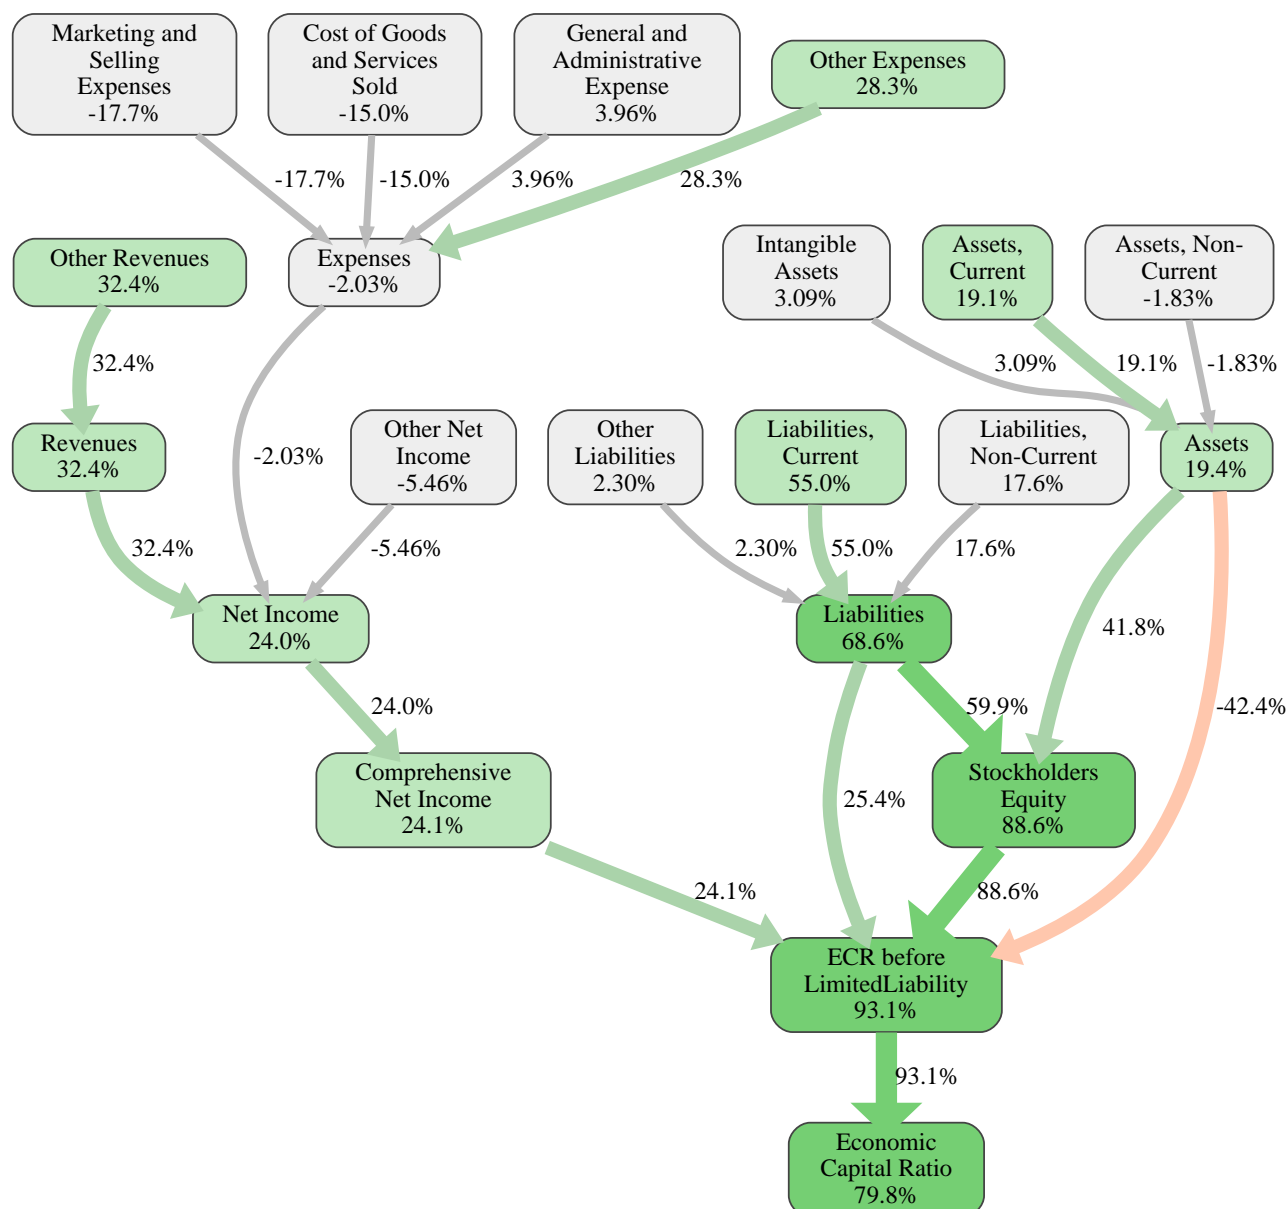 Marketing and
Selling
Expenses
-17.7%
Cost of Goods
and Services
Sold
-15.0%
General and
Administrative
Expense
3.96%
Other Expenses
28.3%
-17.7%
-15.0%
3.96%
28.3%
Other Revenues
32.4%
Expenses
-2.03%
Intangible
Assets
3.09%
Assets,
Current
19.1%
Assets, Non-
Current
-1.83%
32.4%
3.09%
19.1%
-1.83%
Revenues
32.4%
-2.03%
Other Net
Income
-5.46%
Other
Liabilities
2.30%
Liabilities,
Current
55.0%
Liabilities,
Non-Current
17.6%
Assets
19.4%
32.4%
-5.46%
2.30%
55.0%
17.6%
Net Income
24.0%
Liabilities
68.6%
41.8%
24.0%
59.9%
-42.4%
Comprehensive
Net Income
24.1%
25.4%
Stockholders
Equity
88.6%
24.1%
88.6%
ECR before
LimitedLiability
93.1%
93.1%
Economic
Capital Ratio
79.8%